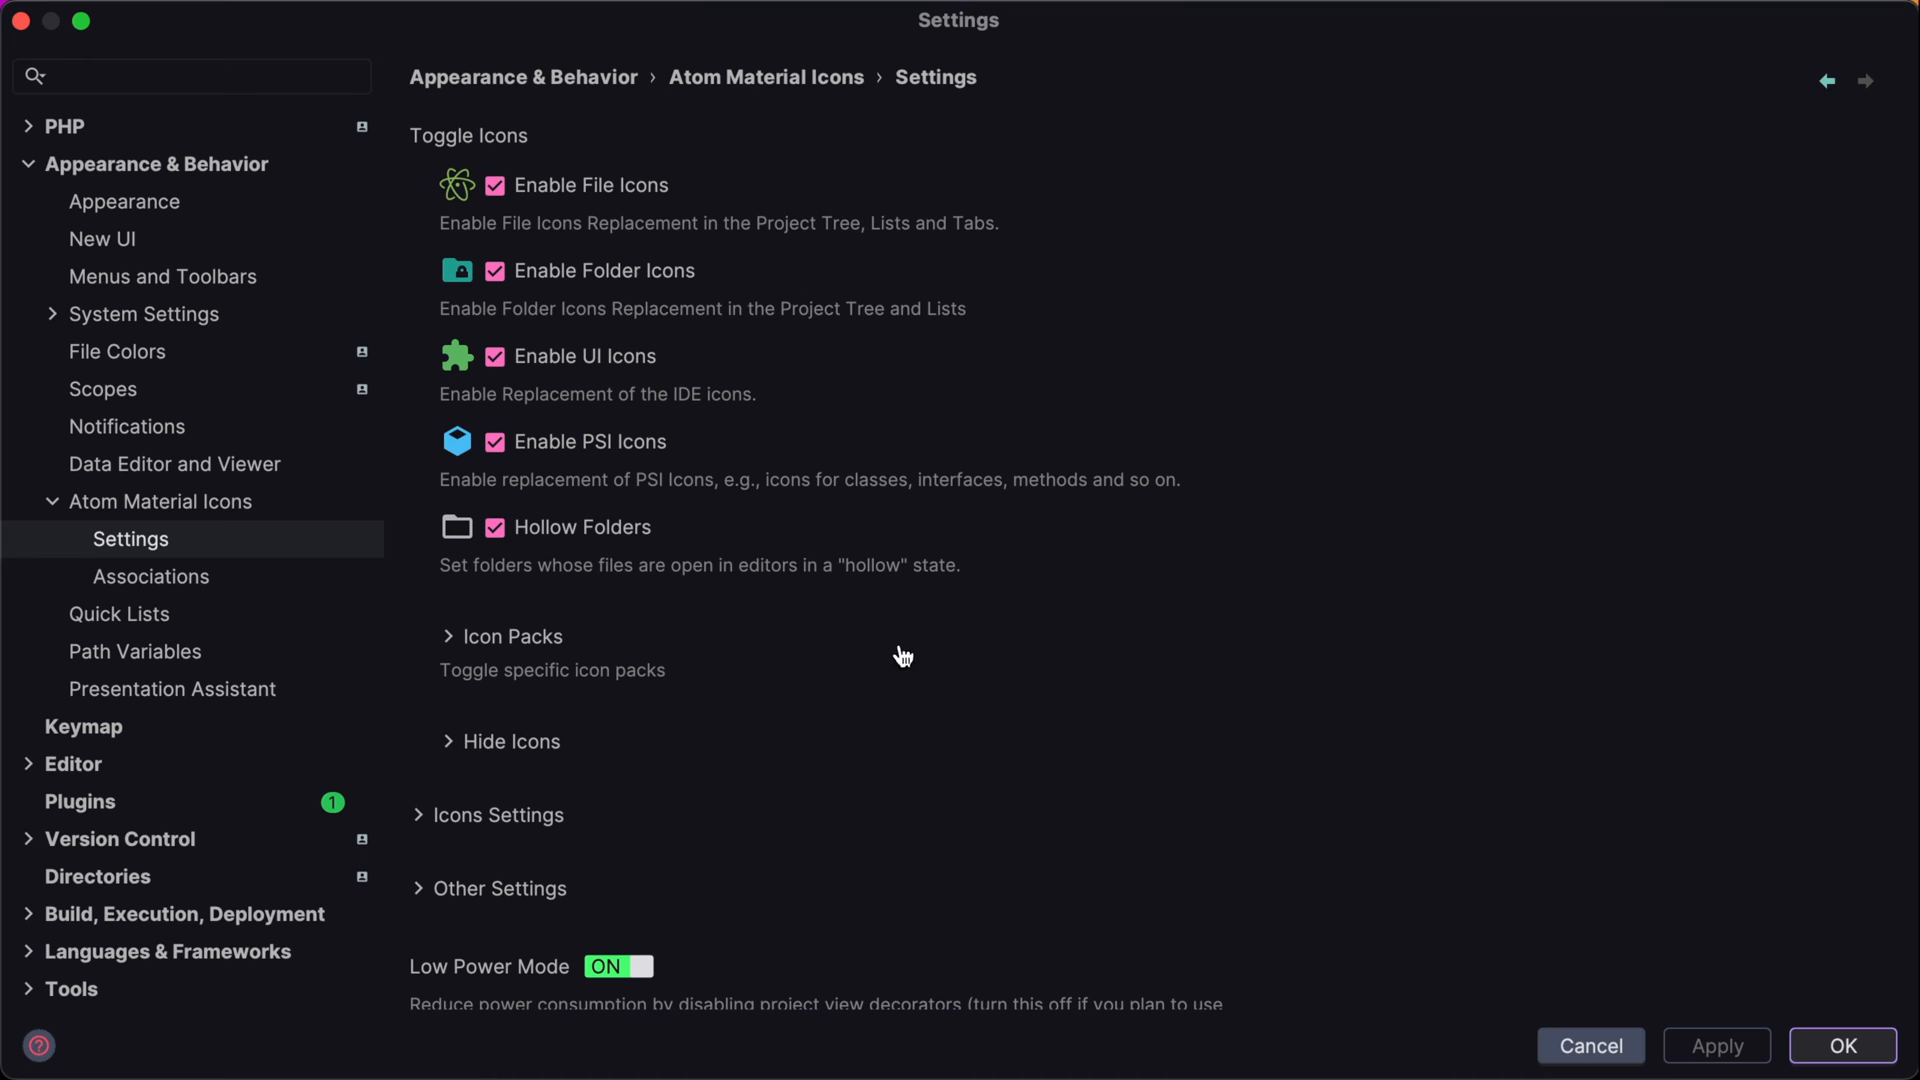 Settings
PHP
Appearance & Behavior
Appearance
New UI
Menus and Toolbars
System Settings
File Colors
Scopes
Notifications
Data Editor and Viewer
Atom Material Icons
Settings
Associations
Quick Lists
Path Variables
Presentation Assistant
Keymap
Editor
Plugins 1
Version Control
Directories
Build, Execution, Deployment
Languages & Frameworks
Tools
Appearance & Behavior › Atom Material Icons › Settings
Toggle Icons
Enable File Icons
Enable File Icons Replacement in the Project Tree, Lists and Tabs.
Enable Folder Icons
Enable Folder Icons Replacement in the Project Tree and Lists
Enable UI Icons
Enable Replacement of the IDE icons.
Enable PSI Icons
Enable replacement of PSI Icons, e.g., icons for classes, interfaces, methods and so on.
Hollow Folders
Set folders whose files are open in editors in a "hollow" state.
Icon Packs
Toggle specific icon packs
Hide Icons
Icons Settings
Other Settings
Low Power Mode ON
Reduce power consumption by disabling project view decorators (turn this off if you plan to use
?
Cancel
Apply
OK